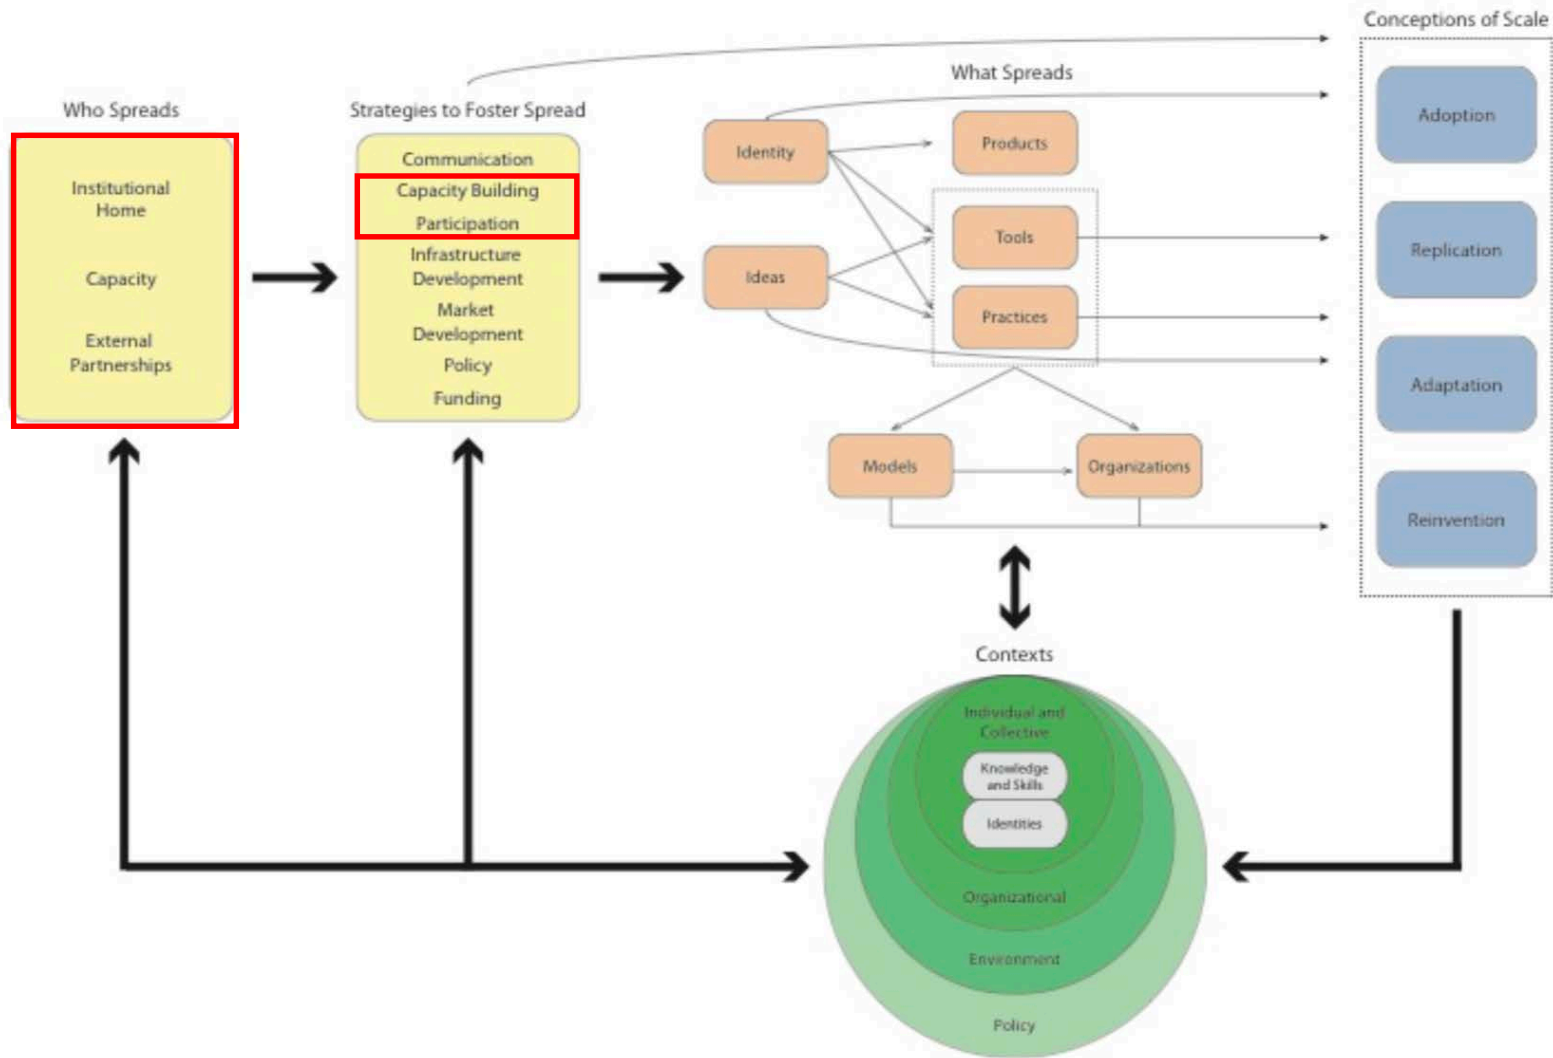 Conceptions of Scale
What Spreads
Who Spreads
Strategies to Foster Spread
Institutional
Home
Capacity
External
Partnerships
Communication
Capacity Building
Participation
Infrastructure
Development
Market
Development
Policy
Funding
Identity
Ideas
Products
Tools
Practices
Models
Organizations
Adoption
Replication
Adaptation
Reinvention
Contexts
Individual and
Collective
Knowledge
and Skills
Identities
Organizational
Environment
Policy